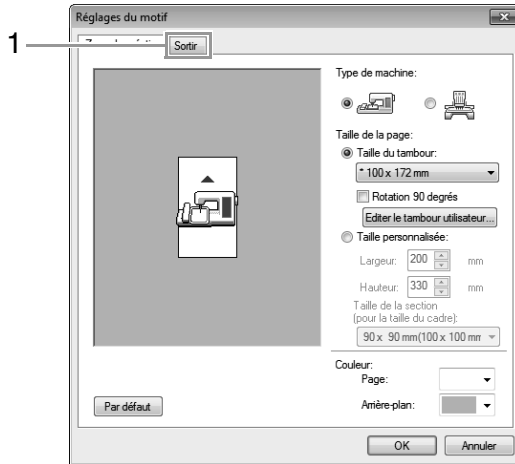 Réglages du motif
1
Sortir
Type de machine:
Taille de la page:
Taille du tambour:
* 100 x 172 mm
Rotation 90 degrés
Editer le tambour utilisateur...
Taille personnalisée:
Largeur: 200 mm
Hauteur: 330 mm
Taille de la section
(pour la taille du cadre):
90 x 90 mm(100 x 100 mr
Couleur:
Page:
Par défaut
Arrière-plan:
OK Annuler